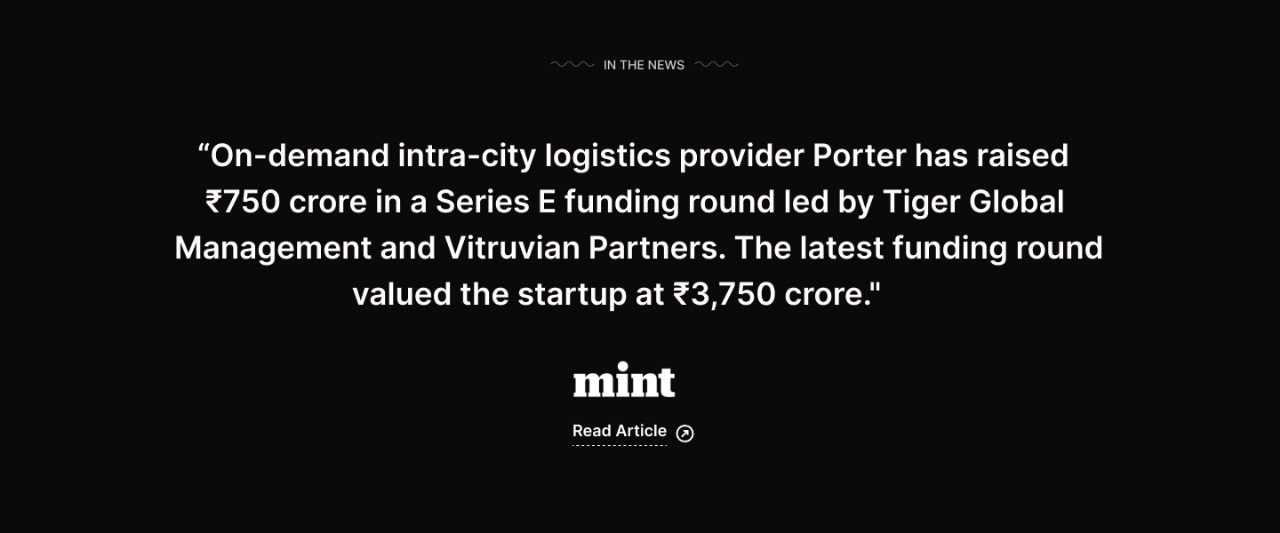 IN THE NEWS
“On-demand intra-city logistics provider Porter has raised
₹750 crore in a Series E funding round led by Tiger Global
Management and Vitruvian Partners. The latest funding round
valued the startup at ₹3,750 crore."
mint
Read Article